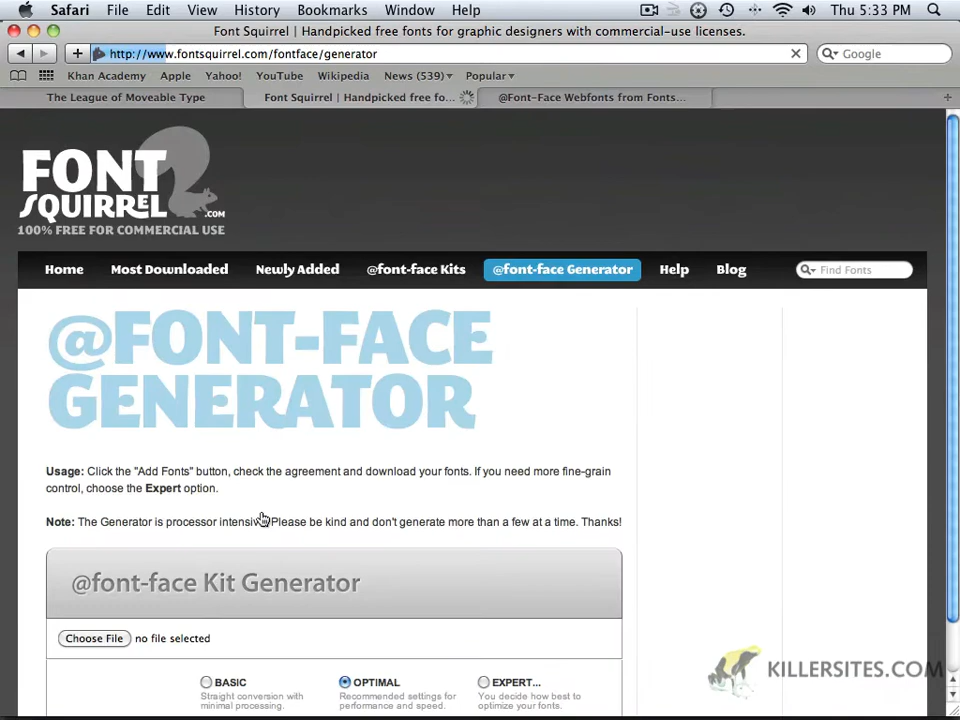 Safari File Edit View History Bookmarks Window Help Thu 5:33 PM
Font Squirrel | Handpicked free fonts for graphic designers with commercial-use licenses.
http://www.fontsquirrel.com/fontface/generator Google
Khan Academy Apple Yahoo! YouTube Wikipedia News (539) Popular
The League of Moveable Type Font Squirrel | Handpicked free fo... @Font-Face Webfonts from Fonts...
FONT
SQUIRREL.COM
100% FREE FOR COMMERCIAL USE
Home Most Downloaded Newly Added @font-face Kits @font-face Generator Help Blog Find Fonts
@FONT-FACE
GENERATOR
Usage: Click the "Add Fonts" button, check the agreement and download your fonts. If you need more fine-grain
control, choose the Expert option.
Note: The Generator is processor intensive. Please be kind and don't generate more than a few at a time. Thanks!
@font-face Kit Generator
Choose File no file selected
BASIC OPTIMAL EXPERT...
Straight conversion with Recommended settings for You decide how best to
minimal processing. performance and speed. optimize your fonts.
KILLERSITES.COM